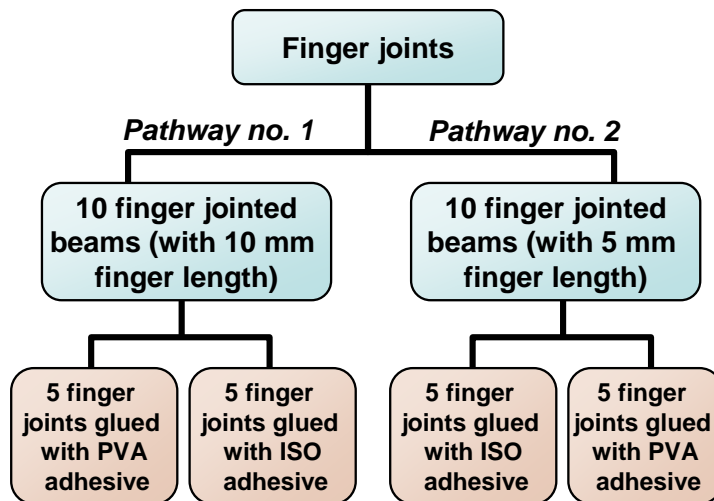 Finger joints
Pathway no. 1
Pathway no. 2
10 finger jointed
beams (with 10 mm
finger length)
10 finger jointed
beams (with 5 mm
finger length)
5 finger
joints glued
with PVA
adhesive
5 finger
joints glued
with ISO
adhesive
5 finger
joints glued
with ISO
adhesive
5 finger
joints glued
with PVA
adhesive